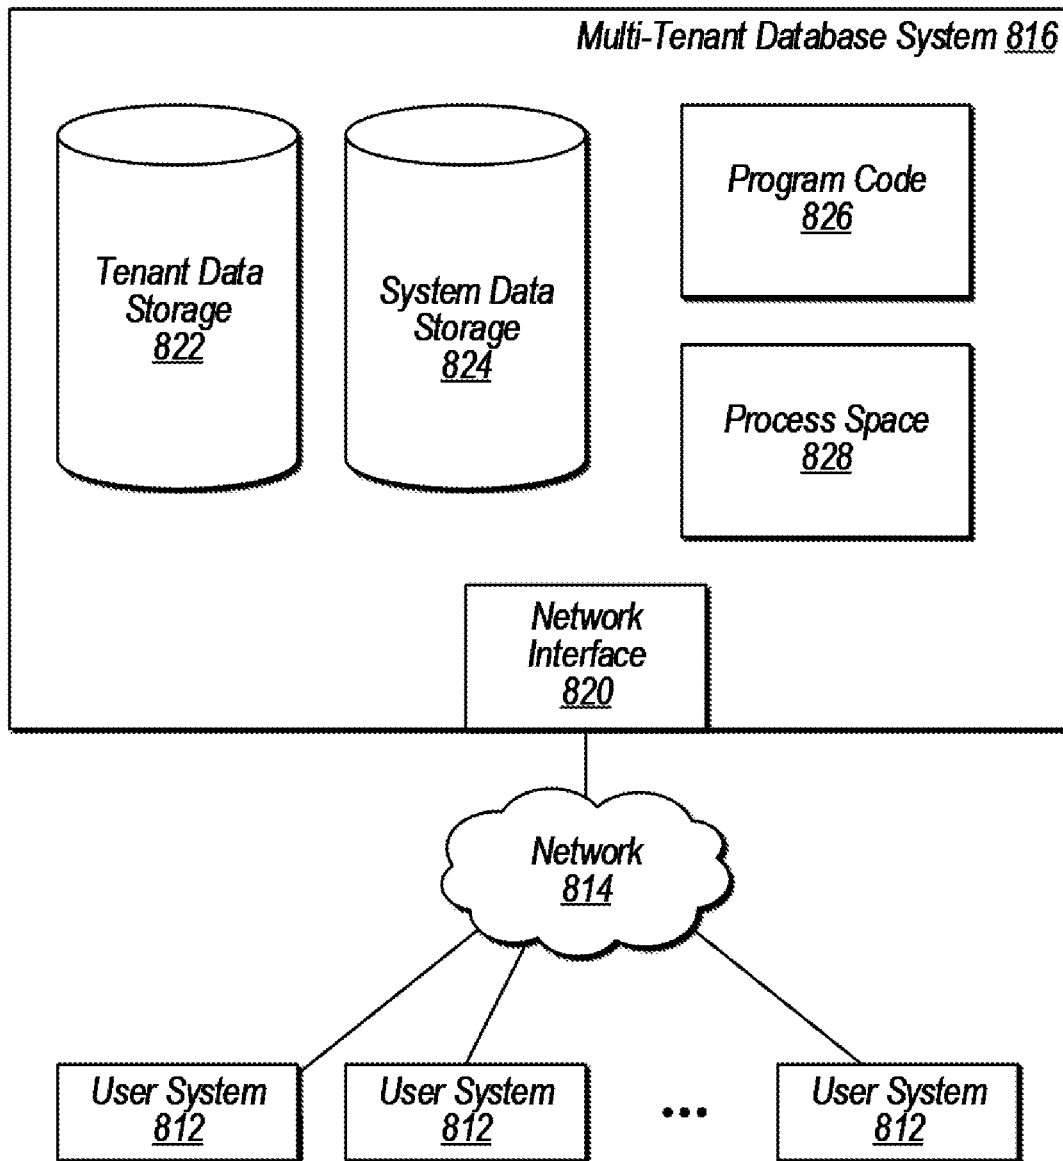 Multi-Tenant Database System 816
Tenant Data
Storage
822
System Data
Storage
824
Program Code
826
Process Space
828
Network
Interface
820
Network
814
User System
812
User System
812
•••
User System
812